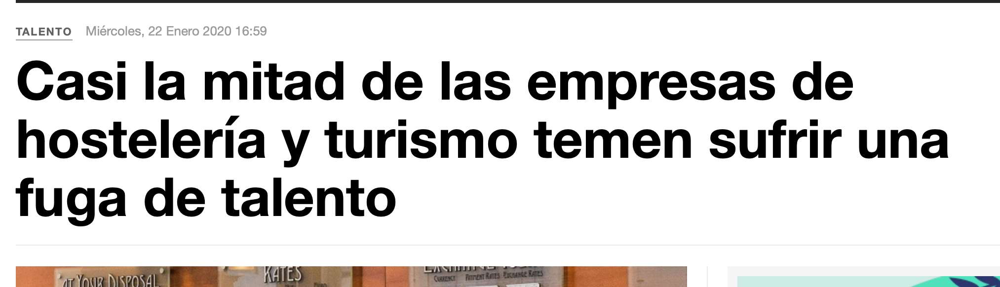 TALENTO Miércoles, 22 Enero 2020 16:59
Casi la mitad de las empresas de
hostelería y turismo temen sufrir una
fuga de talento
AT YOUR DISPOSAL
RATES
EXCHANGE
CURRENCY PAYMENT RATES EXCHANGE RATES